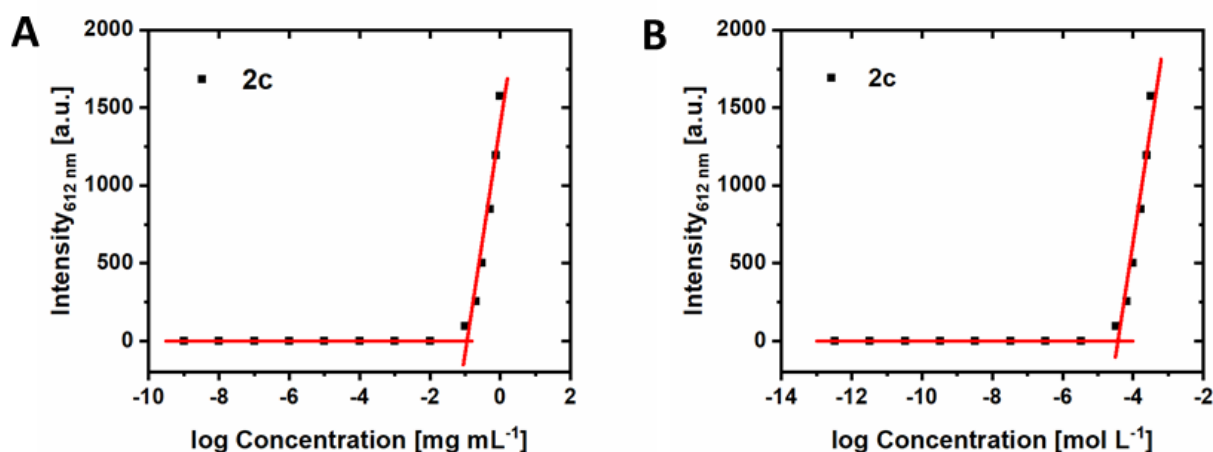 A
B
2000
1500
1000
500
0
Intensity612 nm [a.u.]
2c
-10 -8 -6 -4 -2 0 2
log Concentration [mg mL-1]
2000
1500
1000
500
0
Intensity612 nm [a.u.]
2c
-14 -12 -10 -8 -6 -4 -2
log Concentration [mol L-1]